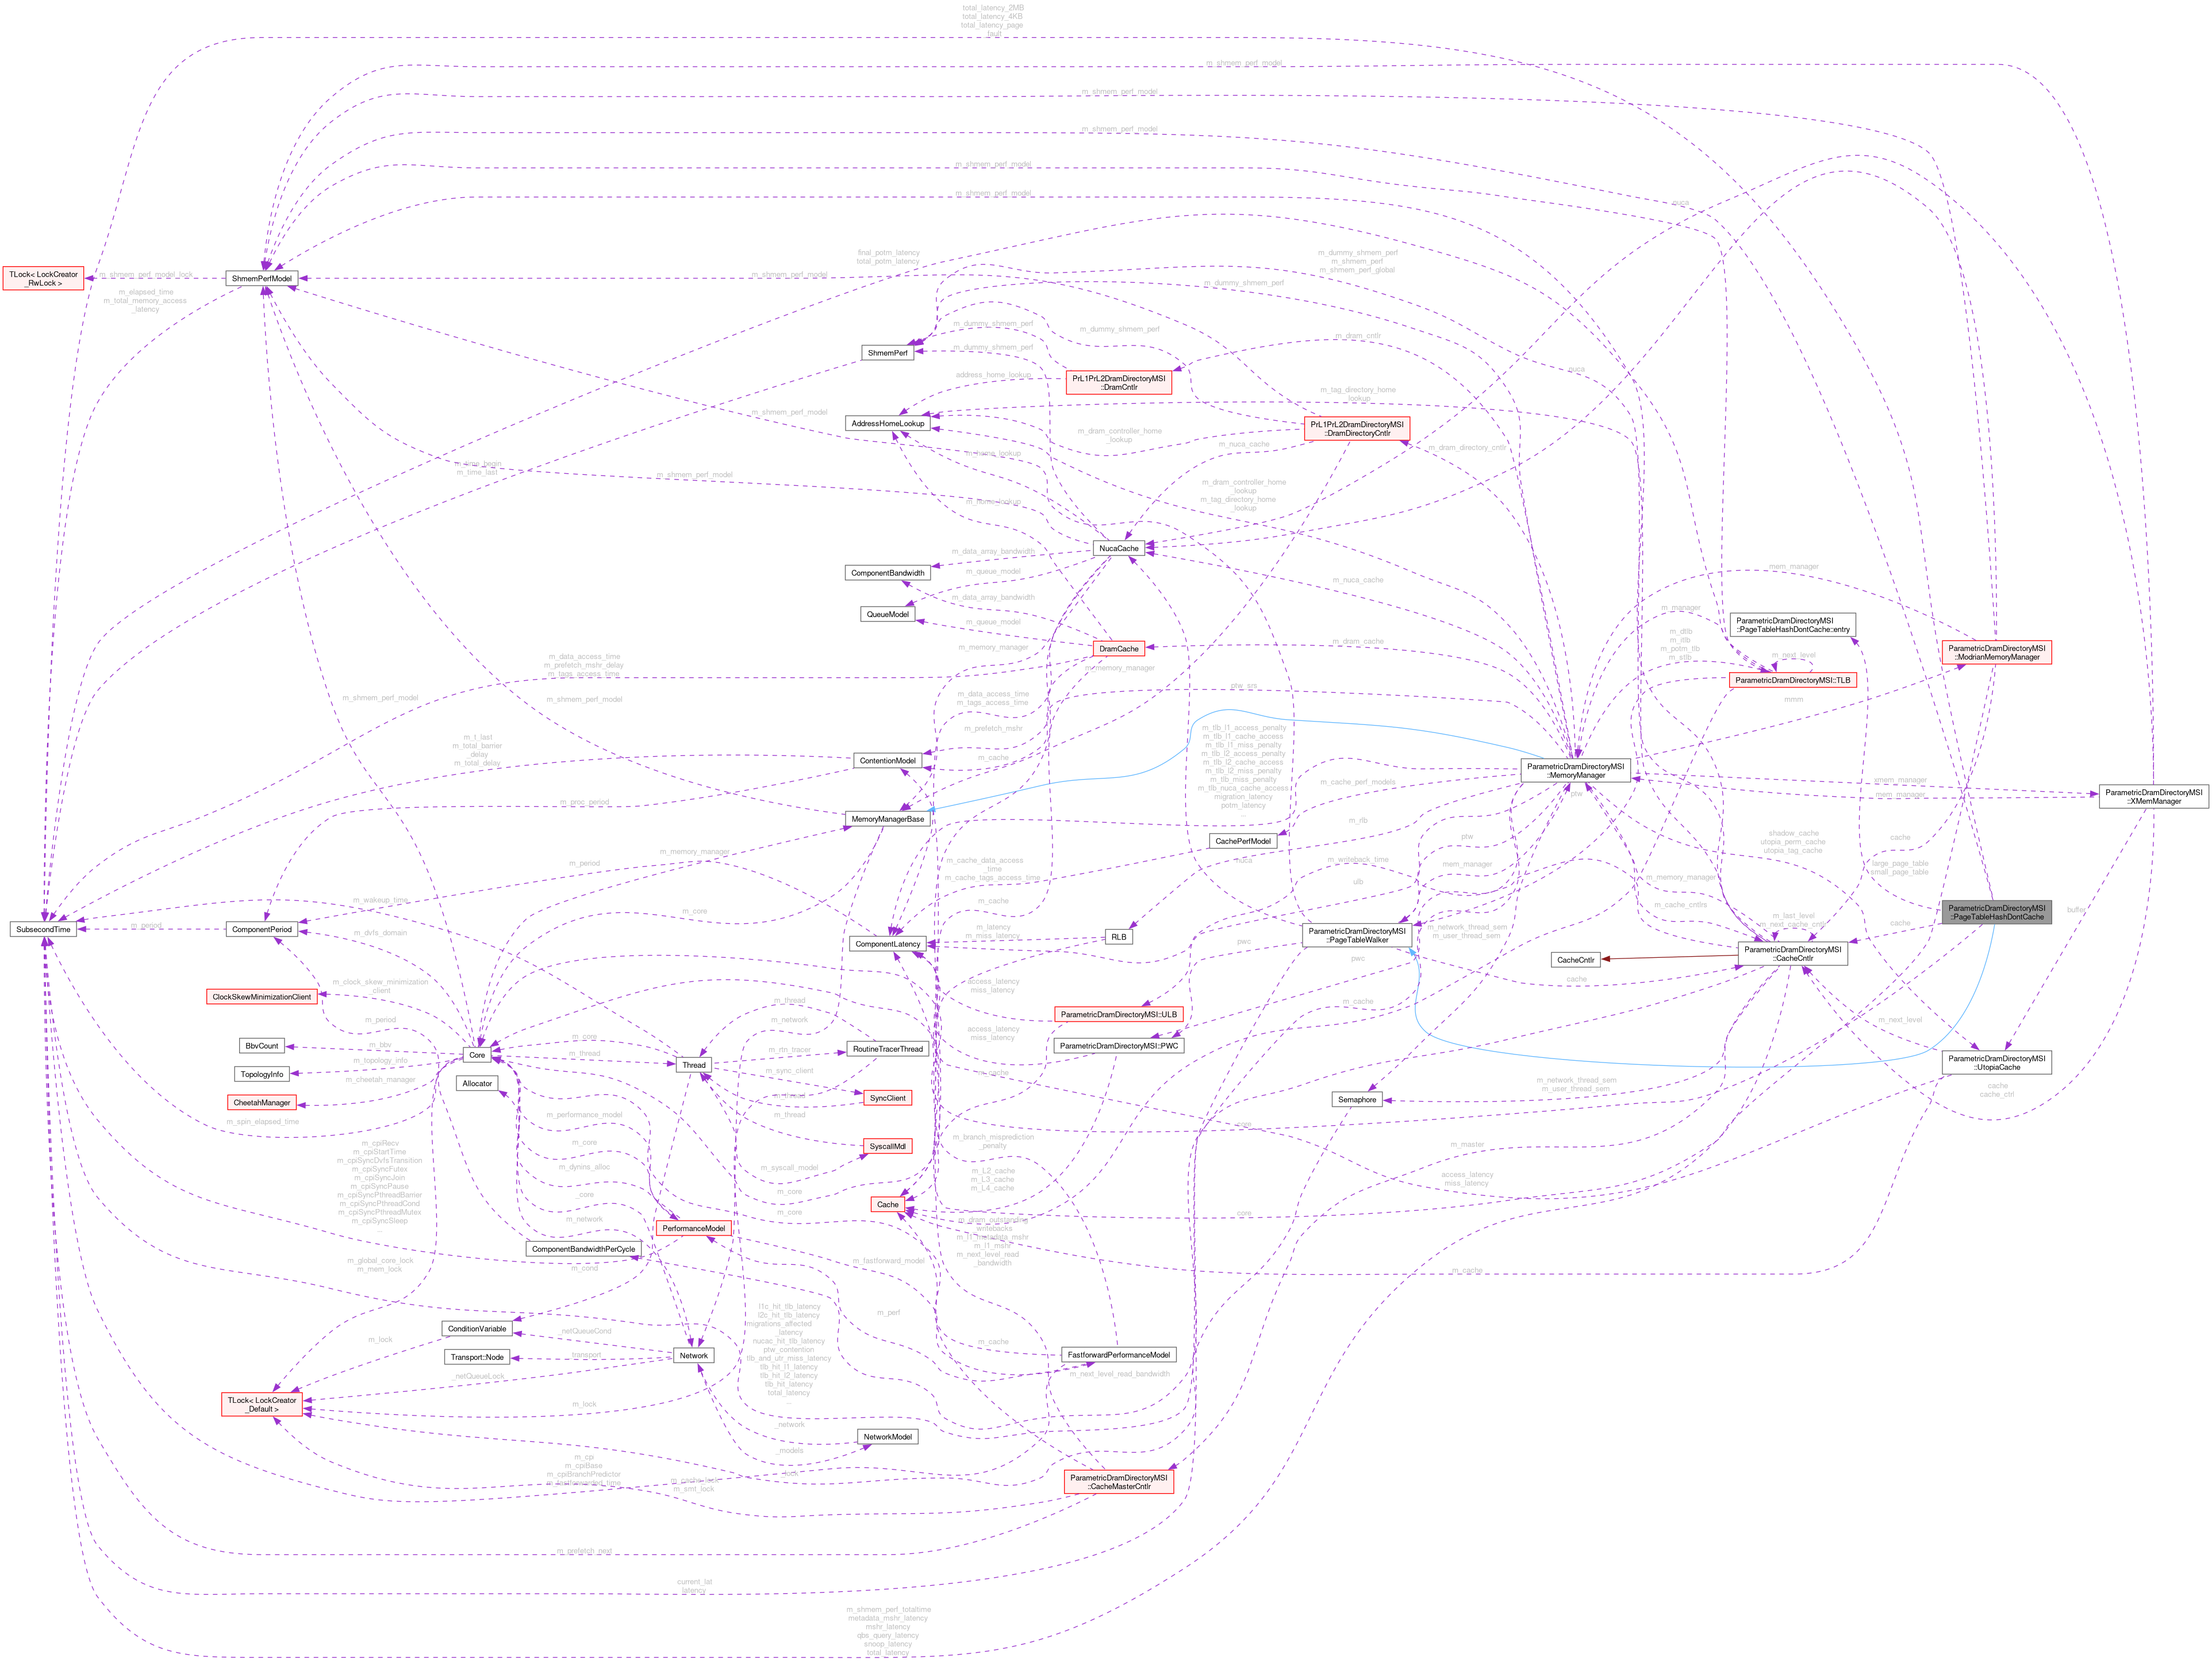 total_latency_2MB
total_latency_4KB
total_latency_page
fault
m_shmem_perf_model
m_shmem_perf_model
m_shmem_perf_model
m_shmem_perf_model
m_shmem_perf_model
nuca
final_potm_latency
total_potm_latency
m_dummy_shmem_perf
m_shmem_perf
m_shmem_perf_global
TLock< LockCreator
_RwLock >
m_shmem_perf_model_lock
ShmemPerfModel
m_shmem_perf_model
m_dummy_shmem_perf
m_elapsed_time
m_total_memory_access
_latency
m_dummy_shmem_perf
m_dummy_shmem_perf
m_dram_cntlr
ShmemPerf
m_dummy_shmem_perf
nuca
address_home_lookup
PrL1PrL2DramDirectoryMSI
::DramCntlr
m_tag_directory_home
_lookup
m_shmem_perf_model
AddressHomeLookup
PrL1PrL2DramDirectoryMSI
::DramDirectoryCntlr
m_dram_controller_home
_lookup
m_nuca_cache
m_dram_directory_cntlr
m_home_lookup
m_time_begin
m_time_last
m_shmem_perf_model
m_dram_controller_home
_lookup
m_tag_directory_home
_lookup
m_home_lookup
NucaCache
m_data_array_bandwidth
ComponentBandwidth
m_queue_model
m_nuca_cache
mem_manager
m_data_array_bandwidth
QueueModel
m_queue_model
m_manager
ParametricDramDirectoryMSI
::PageTableHashDontCache::entry
m_dtlb
m_itlb
m_potm_tlb
m_stlb
m_memory_manager
DramCache
m_dram_cache
m_next_level
ParametricDramDirectoryMSI
::ModrianMemoryManager
m_data_access_time
m_prefetch_mshr_delay
m_tags_access_time
m_memory_manager
ParametricDramDirectoryMSI::TLB
m_shmem_perf_model
m_shmem_perf_model
m_data_access_time
m_tags_access_time
ptw_srs
mmm
m_prefetch_mshr
m_tlb_l1_access_penalty
m_tlb_l1_cache_access
m_tlb_l1_miss_penalty
m_tlb_l2_access_penalty
m_tlb_l2_cache_access
m_tlb_l2_miss_penalty
m_tlb_miss_penalty
m_tlb_nuca_cache_access
migration_latency
potm_latency
...
m_t_last
m_total_barrier
_delay
m_total_delay
ContentionModel
m_cache
ParametricDramDirectoryMSI
::MemoryManager
m_cache_perf_models
xmem_manager
mem_manager
ParametricDramDirectoryMSI
::XMemManager
ptw
m_proc_period
MemoryManagerBase
m_rlb
CachePerfModel
ptw
shadow_cache
utopia_perm_cache
utopia_tag_cache
cache
m_memory_manager
m_period
m_cache_data_access
_time
m_cache_tags_access_time
nuca
m_writeback_time
mem_manager
large_page_table
small_page_table
ulb
m_memory_manager
m_wakeup_time
m_cache
m_cache_cntlrs
m_core
ParametricDramDirectoryMSI
::PageTableHashDontCache
buffer
m_last_level
m_next_cache_cntlr
cache
SubsecondTime
m_period
ComponentPeriod
m_dvfs_domain
ComponentLatency
m_latency
m_miss_latency
RLB
ParametricDramDirectoryMSI
::PageTableWalker
m_network_thread_sem
m_user_thread_sem
pwc
pwc
CacheCntlr
ParametricDramDirectoryMSI
::CacheCntlr
cache
m_clock_skew_minimization
_client
ClockSkewMinimizationClient
access_latency
miss_latency
m_thread
m_cache
ParametricDramDirectoryMSI::ULB
m_period
m_network
m_next_level
access_latency
miss_latency
BbvCount
m_bbv
m_core
m_rtn_tracer
RoutineTracerThread
ParametricDramDirectoryMSI::PWC
Core
m_thread
TopologyInfo
m_topology_info
Thread
m_sync_client
m_cache
ParametricDramDirectoryMSI
::UtopiaCache
Allocator
m_cheetah_manager
CheetahManager
m_thread
SyncClient
Semaphore
m_network_thread_sem
m_user_thread_sem
cache
cache_ctrl
m_spin_elapsed_time
m_performance_model
m_thread
core
m_core
SyscallMdl
m_branch_misprediction
_penalty
m_master
m_cpiRecv
m_cpiStartTime
m_cpiSyncDvfsTransition
m_cpiSyncFutex
m_cpiSyncJoin
m_cpiSyncPause
m_cpiSyncPthreadBarrier
m_cpiSyncPthreadCond
m_cpiSyncPthreadMutex
m_cpiSyncSleep
m_dynins_alloc
m_syscall_model
m_L2_cache
m_L3_cache
m_L4_cache
access_latency
miss_latency
_core
m_core
Cache
core
m_network
m_core
m_dram_outstanding
_writebacks
m_l1_metadata_mshr
m_l1_mshr
m_next_level_read
_bandwidth
PerformanceModel
ComponentBandwidthPerCycle
m_fastforward_model
m_global_core_lock
m_mem_lock
m_cond
m_cache
l1c_hit_tlb_latency
l2c_hit_tlb_latency
migrations_affected
_latency
nucac_hit_tlb_latency
ptw_contention
tlb_and_utr_miss_latency
tlb_hit_l1_latency
tlb_hit_l2_latency
tlb_hit_latency
total_latency
...
m_perf
ConditionVariable
_netQueueCond
m_lock
m_cache
Transport::Node
_transport
Network
FastforwardPerformanceModel
_netQueueLock
m_next_level_read_bandwidth
TLock< LockCreator
_Default >
m_lock
_network
NetworkModel
_models
m_cpi
m_cpiBase
m_cpiBranchPredictor
m_fastforwarded_time
_lock
m_cache_lock
m_smt_lock
ParametricDramDirectoryMSI
::CacheMasterCntlr
m_prefetch_next
current_lat
latency
m_shmem_perf_totaltime
metadata_mshr_latency
mshr_latency
qbs_query_latency
snoop_latency
total_latency